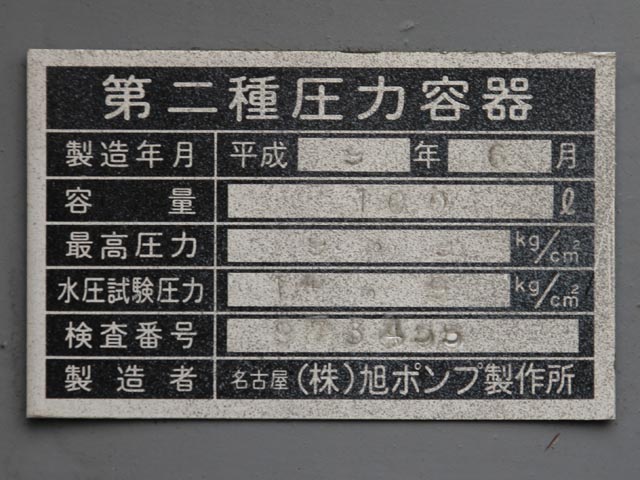 第二種圧力容器
製造年月 平成 5 年 6 月
容量 100 ℓ
最高圧力 kg/cm²
水圧試験圧力 kg/cm²
検査番号
製造者 名古屋 (株)旭ポンプ製作所